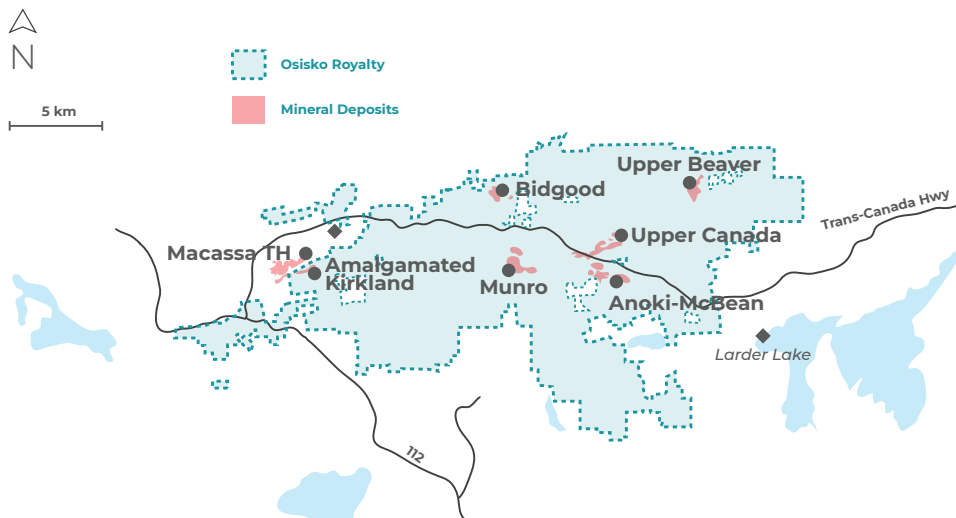 N
Osisko Royalty
5 km
Mineral Deposits
Upper Beaver
Bidgood
Trans-Canada Hwy
Upper Canada
Macassa TH
Amalgamated
Kirkland
Munro
Anoki-McBean
Larder Lake
112